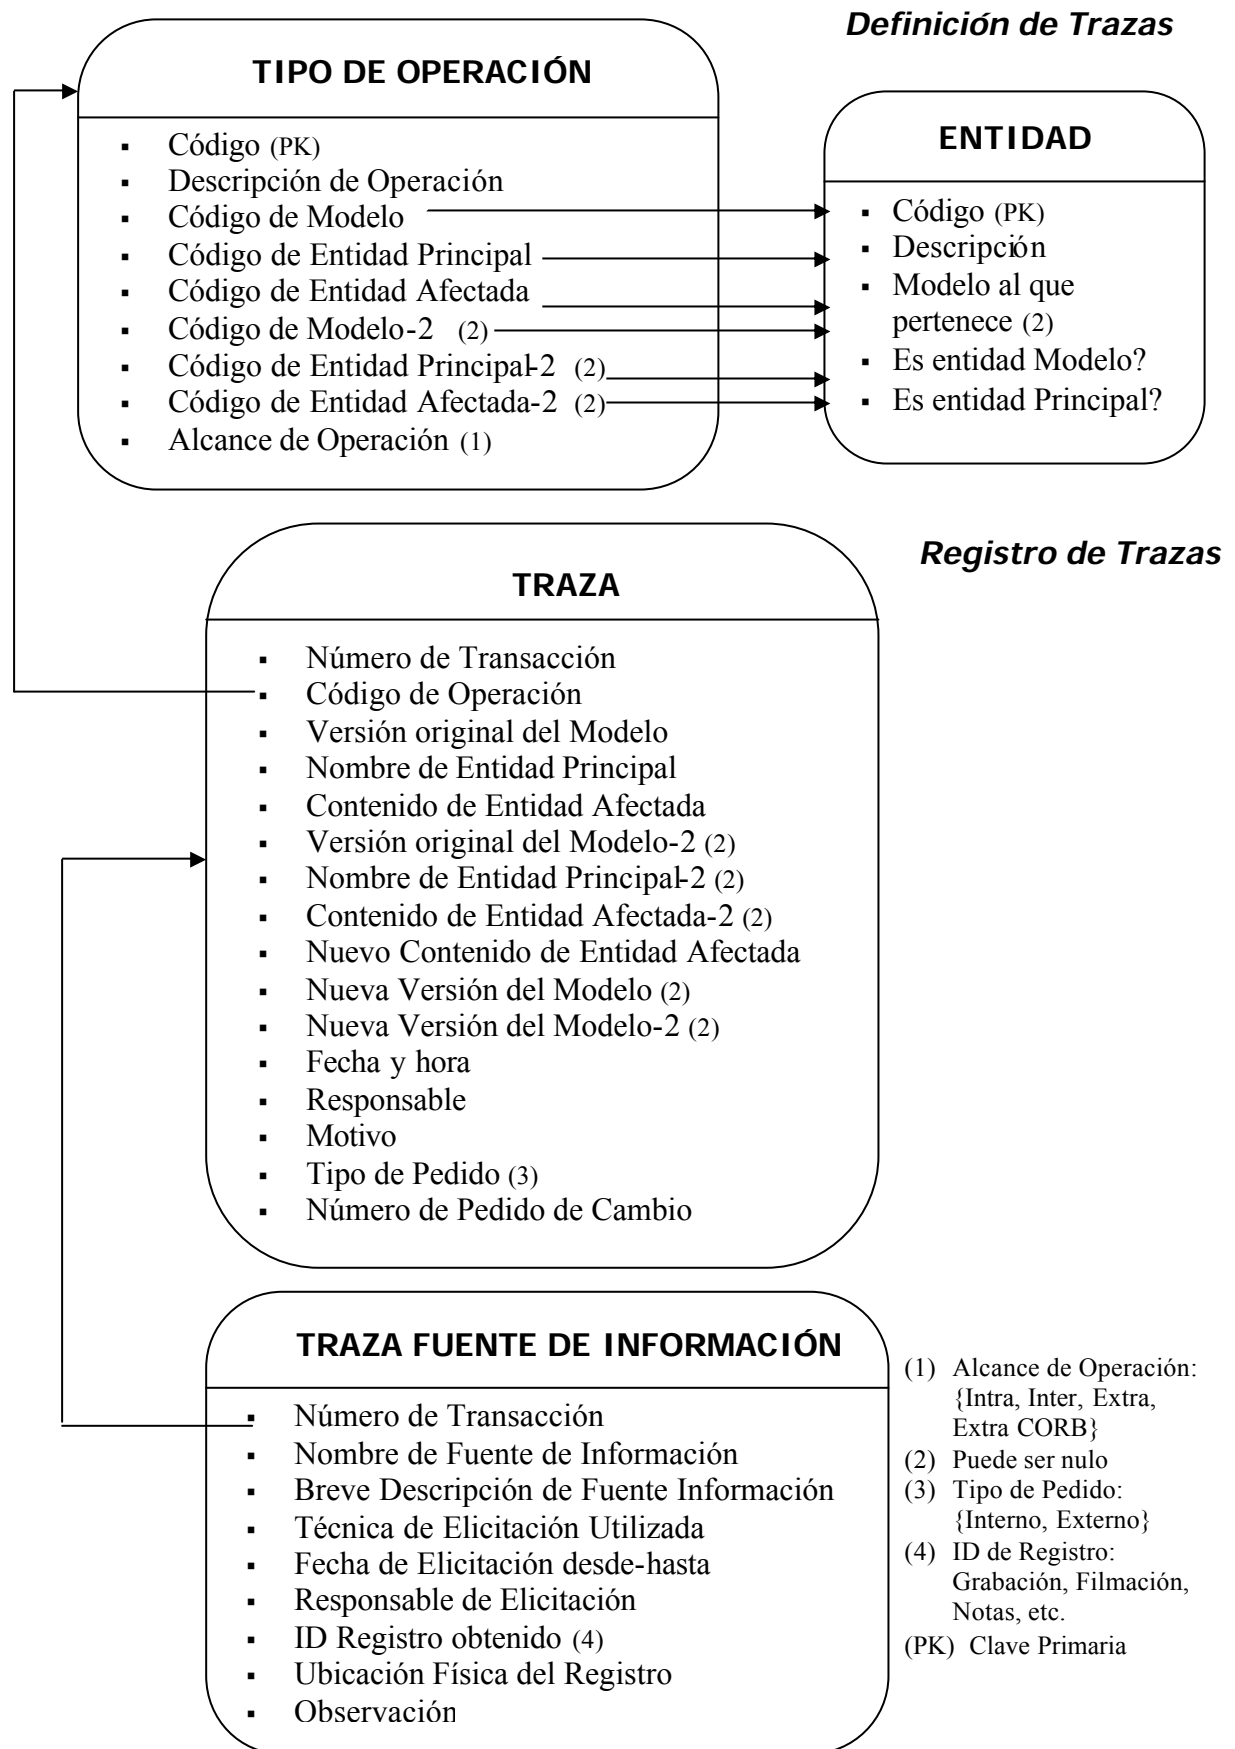 Definición de Trazas
TIPO DE OPERACIÓN
▪ Código (PK)
▪ Descripción de Operación
▪ Código de Modelo
▪ Código de Entidad Principal
▪ Código de Entidad Afectada
▪ Código de Modelo-2 (2)
▪ Código de Entidad Principal-2 (2)
▪ Código de Entidad Afectada-2 (2)
▪ Alcance de Operación (1)
ENTIDAD
▪ Código (PK)
▪ Descripción
▪ Modelo al que
pertenece (2)
▪ Es entidad Modelo?
▪ Es entidad Principal?
Registro de Trazas
TRAZA
▪ Número de Transacción
▪ Código de Operación
▪ Versión original del Modelo
▪ Nombre de Entidad Principal
▪ Contenido de Entidad Afectada
▪ Versión original del Modelo-2 (2)
▪ Nombre de Entidad Principal-2 (2)
▪ Contenido de Entidad Afectada-2 (2)
▪ Nuevo Contenido de Entidad Afectada
▪ Nueva Versión del Modelo (2)
▪ Nueva Versión del Modelo-2 (2)
▪ Fecha y hora
▪ Responsable
▪ Motivo
▪ Tipo de Pedido (3)
▪ Número de Pedido de Cambio
TRAZA FUENTE DE INFORMACIÓN
▪ Número de Transacción
▪ Nombre de Fuente de Información
▪ Breve Descripción de Fuente Información
▪ Técnica de Elicitación Utilizada
▪ Fecha de Elicitación desde-hasta
▪ Responsable de Elicitación
▪ ID Registro obtenido (4)
▪ Ubicación Física del Registro
▪ Observación
(1) Alcance de Operación:
{Intra, Inter, Extra,
Extra CORB}
(2) Puede ser nulo
(3) Tipo de Pedido:
{Interno, Externo}
(4) ID de Registro:
Grabación, Filmación,
Notas, etc.
(PK) Clave Primaria